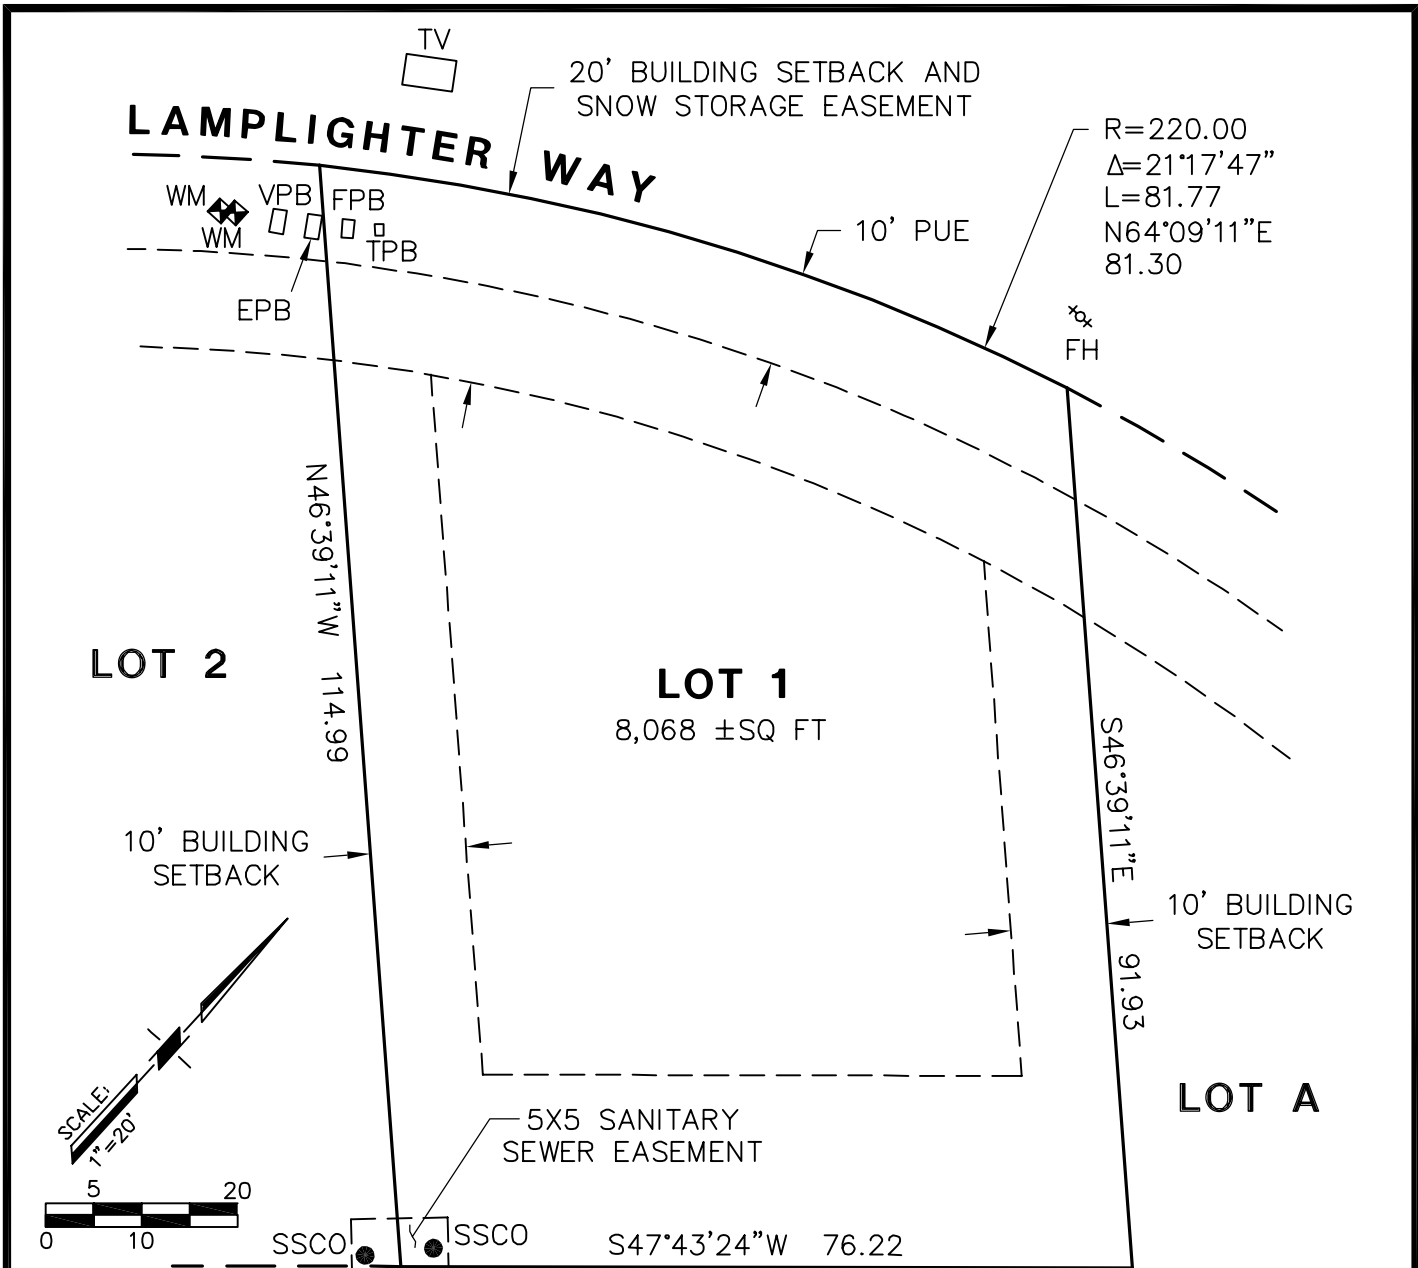 TV
20' BUILDING SETBACK AND
SNOW STORAGE EASEMENT
LAMPLIGHTER WAY
R=220.00
Δ=21°17'47"
L=81.77
N64°09'11"E
81.30
WM
VPB
FPB
WM
TPB
10' PUE
EPB
FH
N46°39'11"W 114.99
LOT 2
LOT 1
8,068 ±SQ FT
S46°39'11"E 91.93
10' BUILDING
SETBACK
10' BUILDING
SETBACK
LOT A
SCALE:
1"=20'
5X5 SANITARY
SEWER EASEMENT
5 20
0 10
SSCO
SSCO
S47°43'24"W 76.22